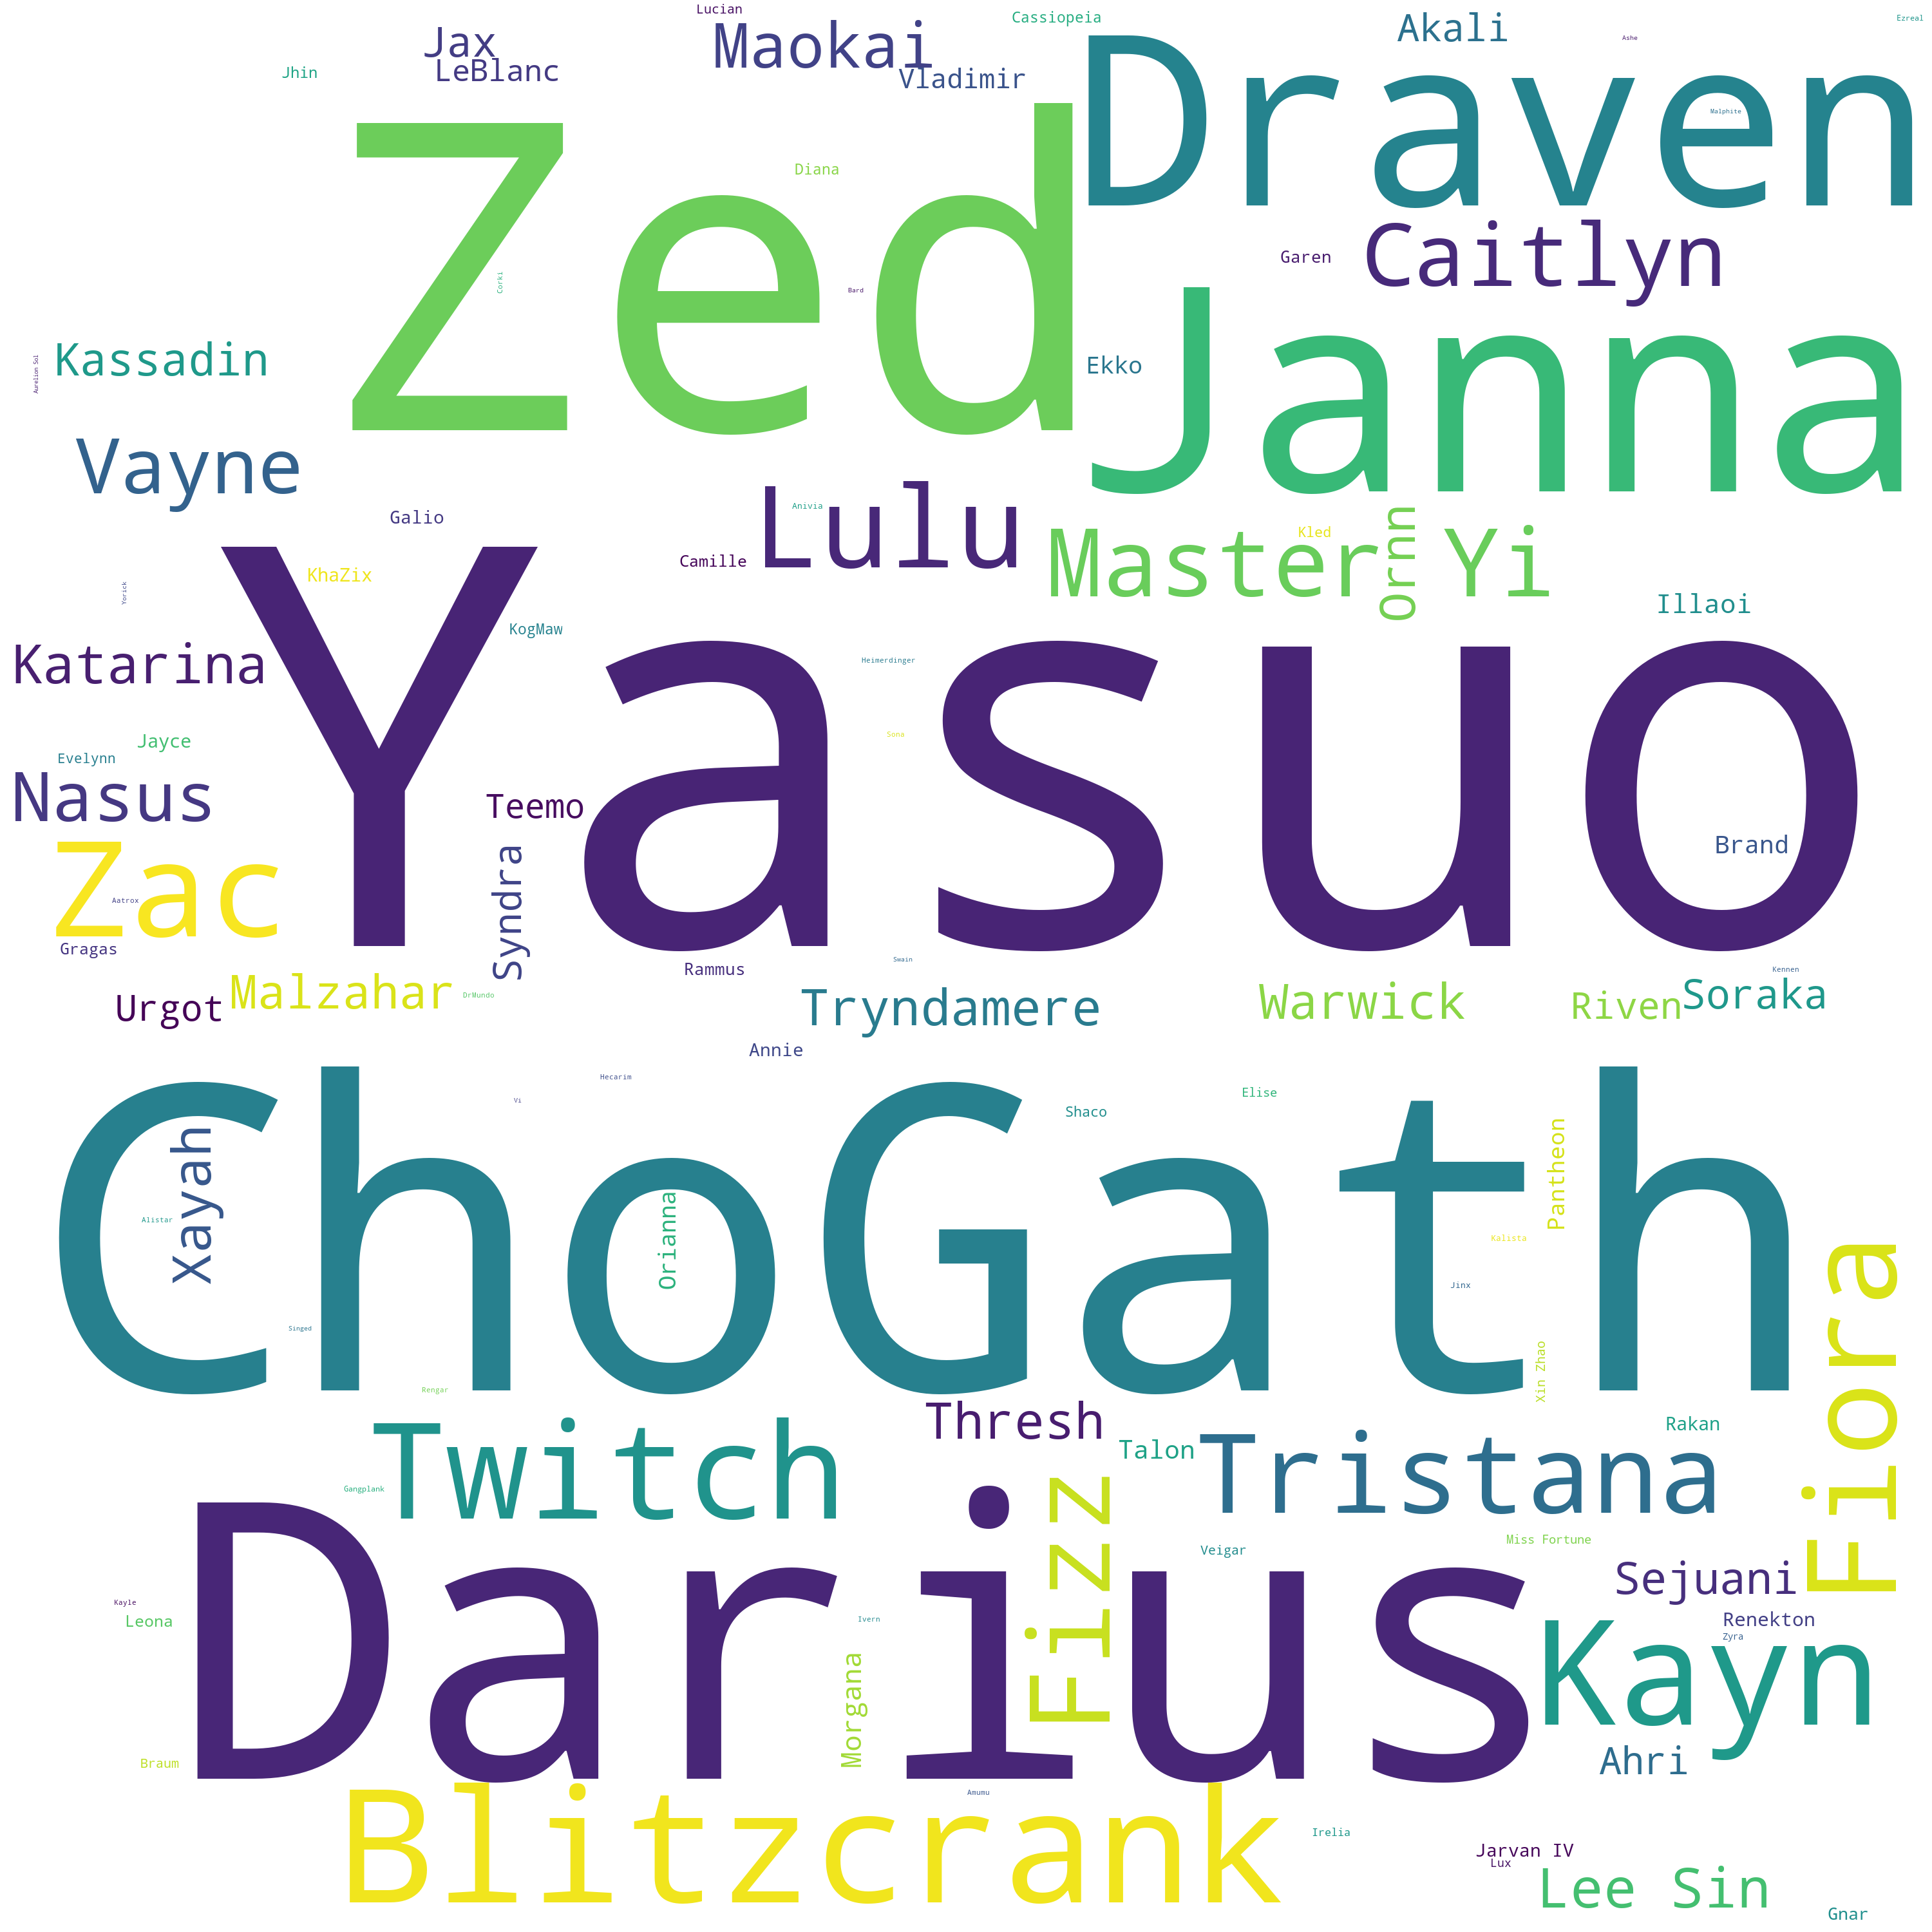 Lucian
Cassiopeia
Ezreal
Akali
Ashe
Jax
Maokai
LeBlanc
Jhin
Vladimir
Draven
Malphite
Zed
Diana
Caitlyn
Garen
Corki
Bard
Janna
Kassadin
Aurelion Sol
Ekko
Vayne
Lulu
Anivia
Galio
Camille
Master Yi
Kled
Ornn
KhaZix
Yorick
Illaoi
KogMaw
Katarina
Heimerdinger
Yasuo
Sona
Jayce
Evelynn
Nasus
Teemo
Brand
Zac
Aatrox
Syndra
Gragas
Swain
Rammus
Kennen
Malzahar
DrMundo
Urgot
Tryndamere
Warwick
Riven
Soraka
Annie
Hecarim
Vi
Elise
Shaco
ChoGath
Xayah
Alistar
Orianna
Pantheon
Kalista
Jinx
Singed
Xin Zhao
Rengar
Fiora
Thresh
Rakan
Twitch
Talon
Tristana
Gangplank
Fizz
Miss Fortune
Veigar
Sejuani
Darius
Kayle
Leona
Ivern
Renekton
Zyra
Kayn
Morgana
Braum
Ahri
Amumu
Blitzcrank
Irelia
Jarvan IV
Lux
Lee Sin
Gnar